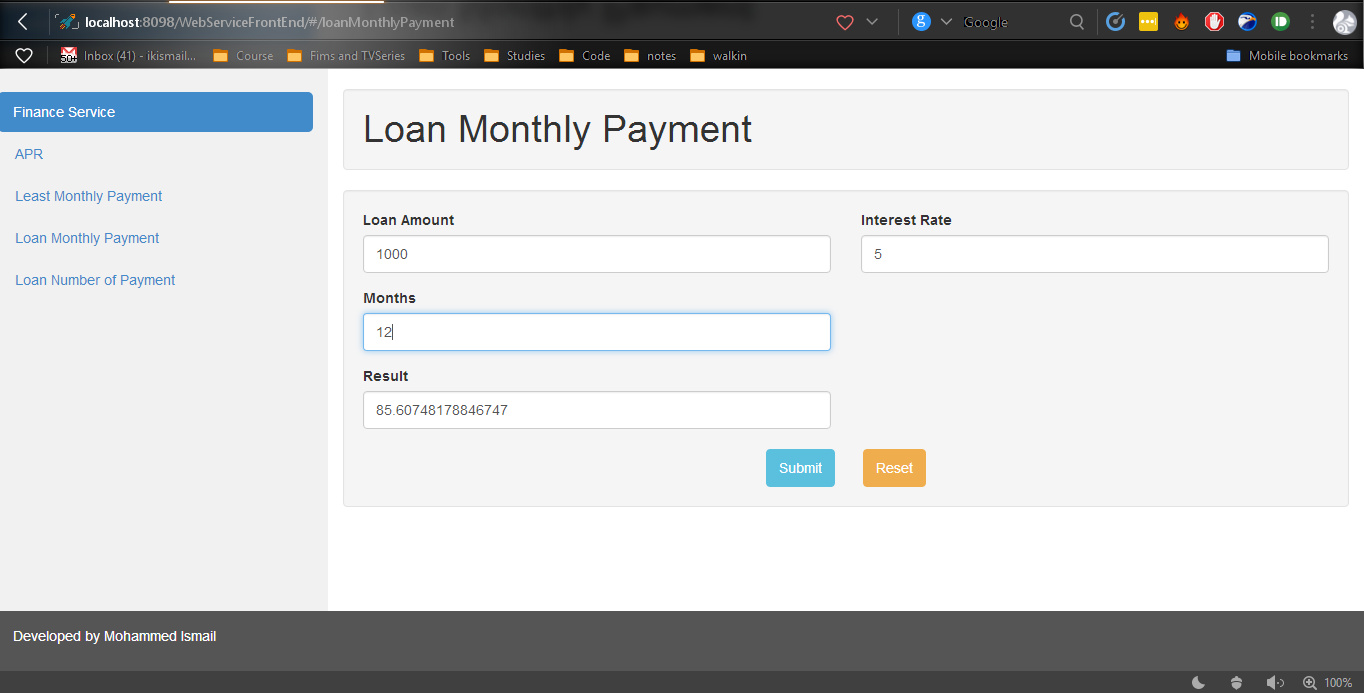 localhost:8098/WebServiceFrontEnd/#/loanMonthlyPayment
g Google
50+ Inbox (41) - ikismail... Course Fims and TVSeries Tools Studies Code notes walkin Mobile bookmarks
Finance Service
APR
Least Monthly Payment
Loan Monthly Payment
Loan Number of Payment
Loan Monthly Payment
Loan Amount Interest Rate
1000 5
Months
12
Result
85.60748178846747
Submit Reset
Developed by Mohammed Ismail
100%